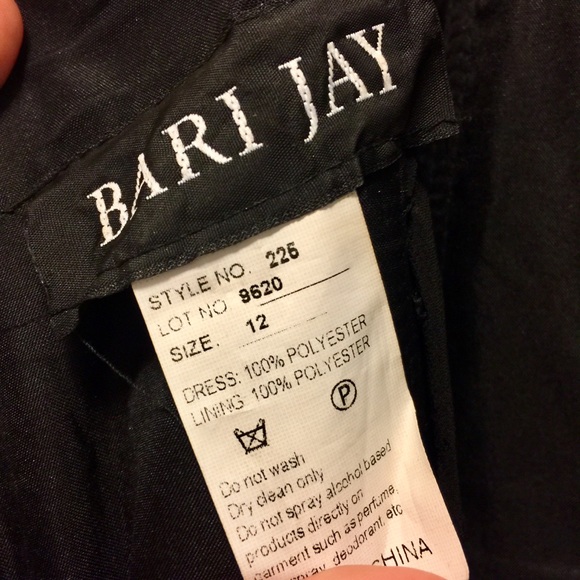 BARI JAY
STYLE NO. 225
LOT NO 9620
SIZE. 12
DRESS: 100% POLYESTER
LINING: 100% POLYESTER
P
Do not wash
Dry clean only
Do not spray alcohol based
products directly on
garment such as perfume,
spray, deodorant, etc
CHINA